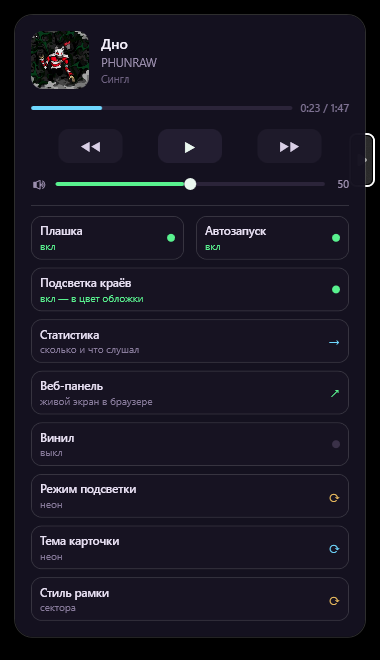 Дно
PHUNRAW
Сингл
0:23 / 1:47
50
Плашка
вкл
Автозапуск
вкл
Подсветка краёв
вкл — в цвет обложки
Статистика
сколько и что слушал
Веб-панель
живой экран в браузере
Винил
выкл
Режим подсветки
неон
Тема карточки
неон
Стиль рамки
сектора